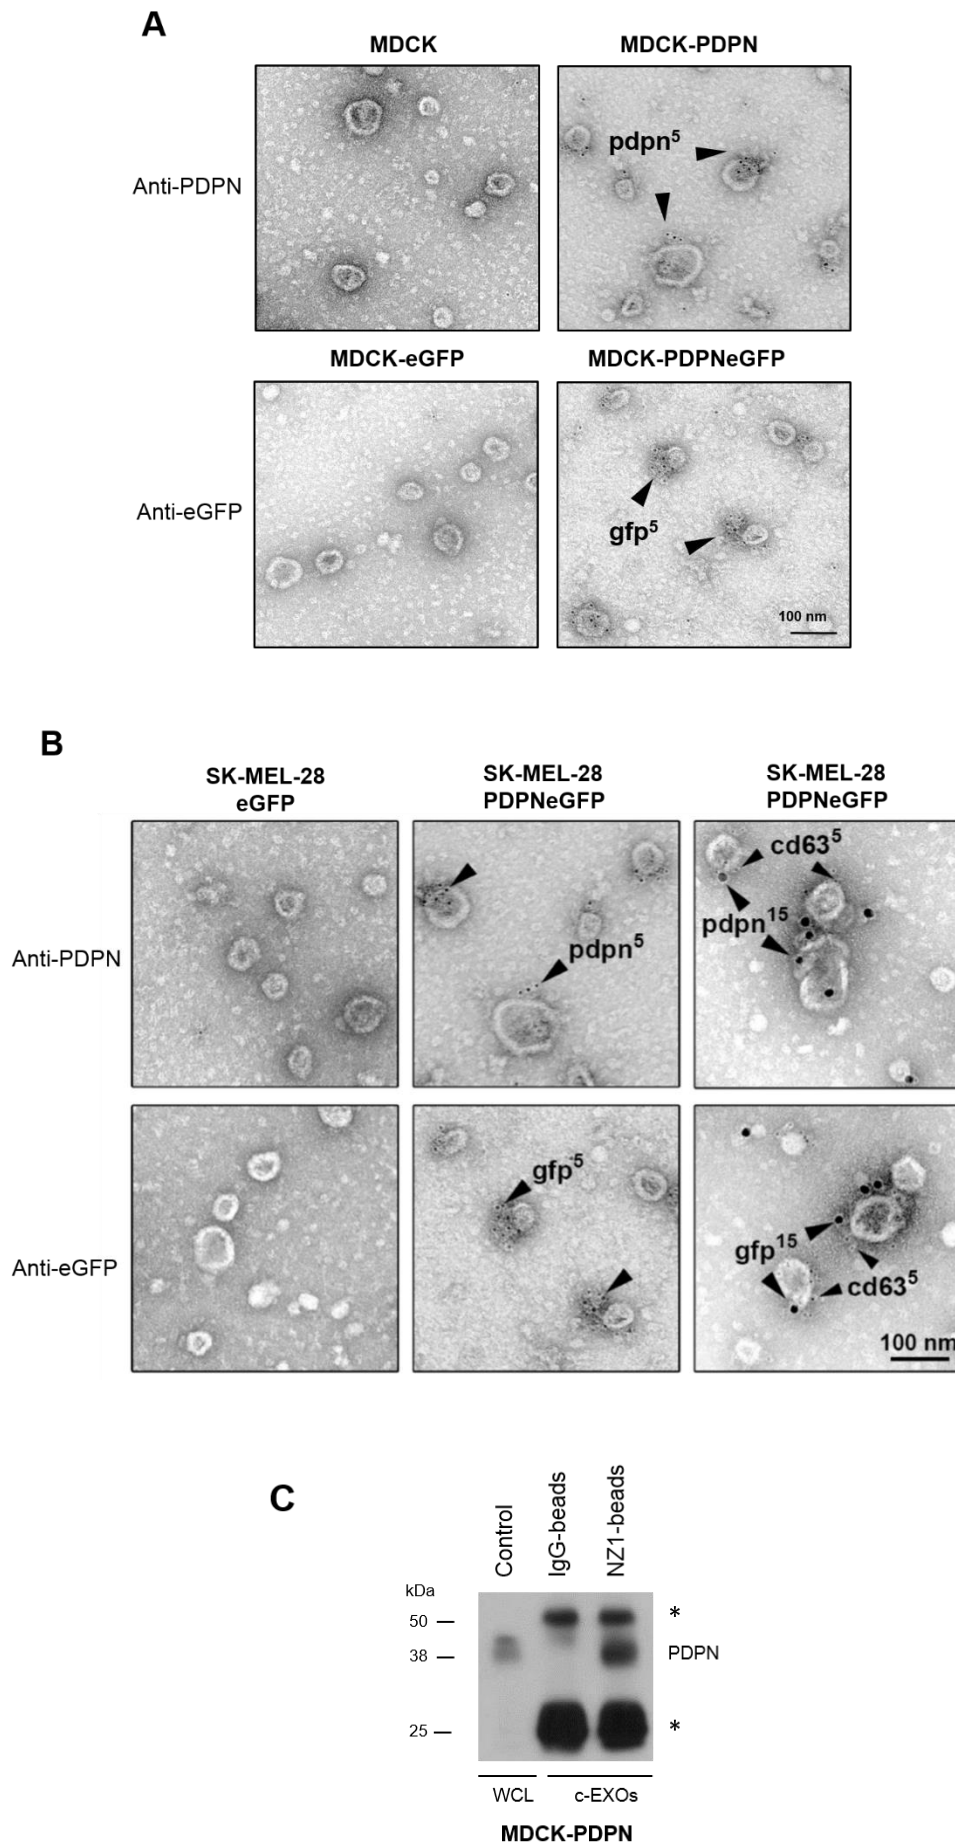 A
MDCK
MDCK-PDPN
Anti-PDPN
pdpn⁵
MDCK-eGFP
MDCK-PDPNeGFP
Anti-eGFP
gfp⁵
100 nm
B
SK-MEL-28
eGFP
SK-MEL-28
PDPNeGFP
SK-MEL-28
PDPNeGFP
Anti-PDPN
pdpn⁵
cd63⁵
pdpn¹⁵
Anti-eGFP
gfp⁵
gfp¹⁵
cd63⁵
100 nm
C
Control
IgG-beads
NZ1-beads
kDa
50
*
38
PDPN
25
*
WCL
c-EXOs
MDCK-PDPN